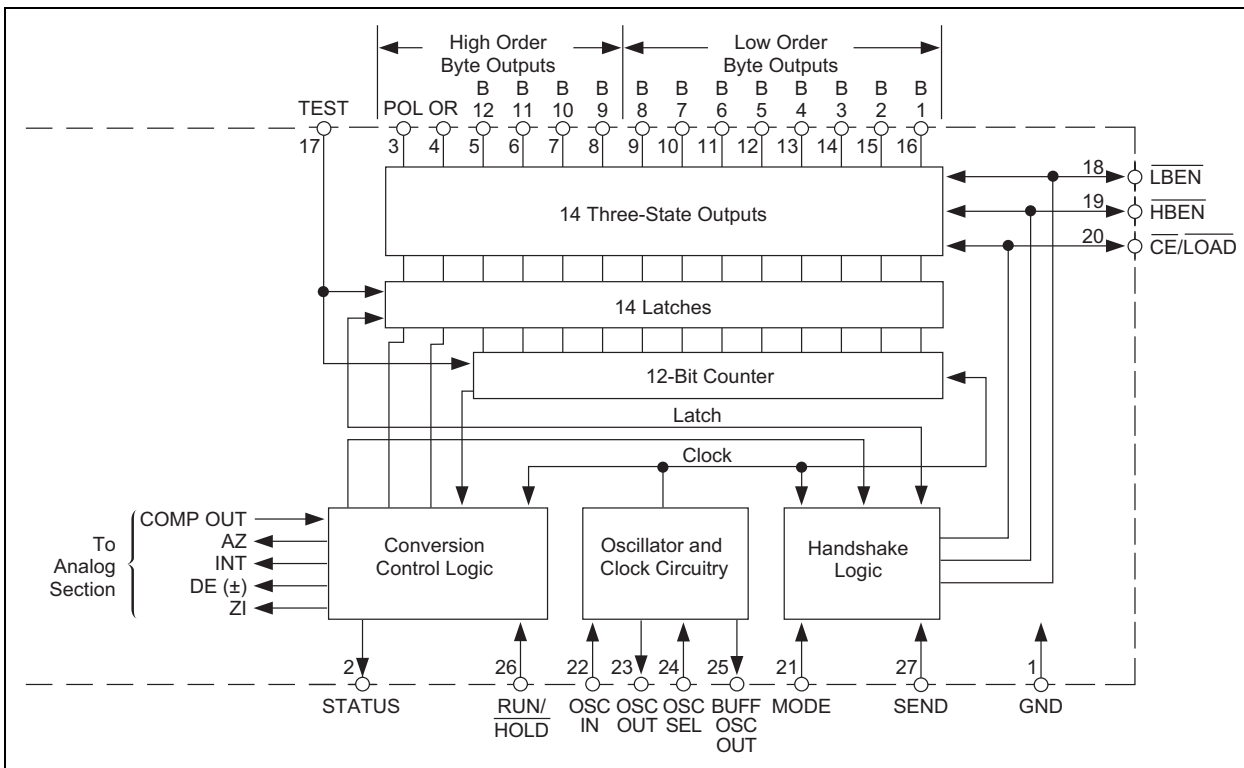 High Order
Byte Outputs
Low Order
Byte Outputs
B B B B B B B B B B B B
TEST POL OR 12 11 10 9 8 7 6 5 4 3 2 1
17 3 4 5 6 7 8 9 10 11 12 13 14 15 16
14 Three-State Outputs
18 LBEN
19 HBEN
20 CE/LOAD
14 Latches
12-Bit Counter
Latch
Clock
To
Analog
Section
COMP OUT
AZ
INT
DE (±)
ZI
Conversion
Control Logic
Oscillator and
Clock Circuitry
Handshake
Logic
2 26 22 23 24 25 21 27 1
STATUS
RUN/
HOLD
OSC
IN
OSC
OUT
OSC
SEL
BUFF
OSC
OUT
MODE
SEND
GND